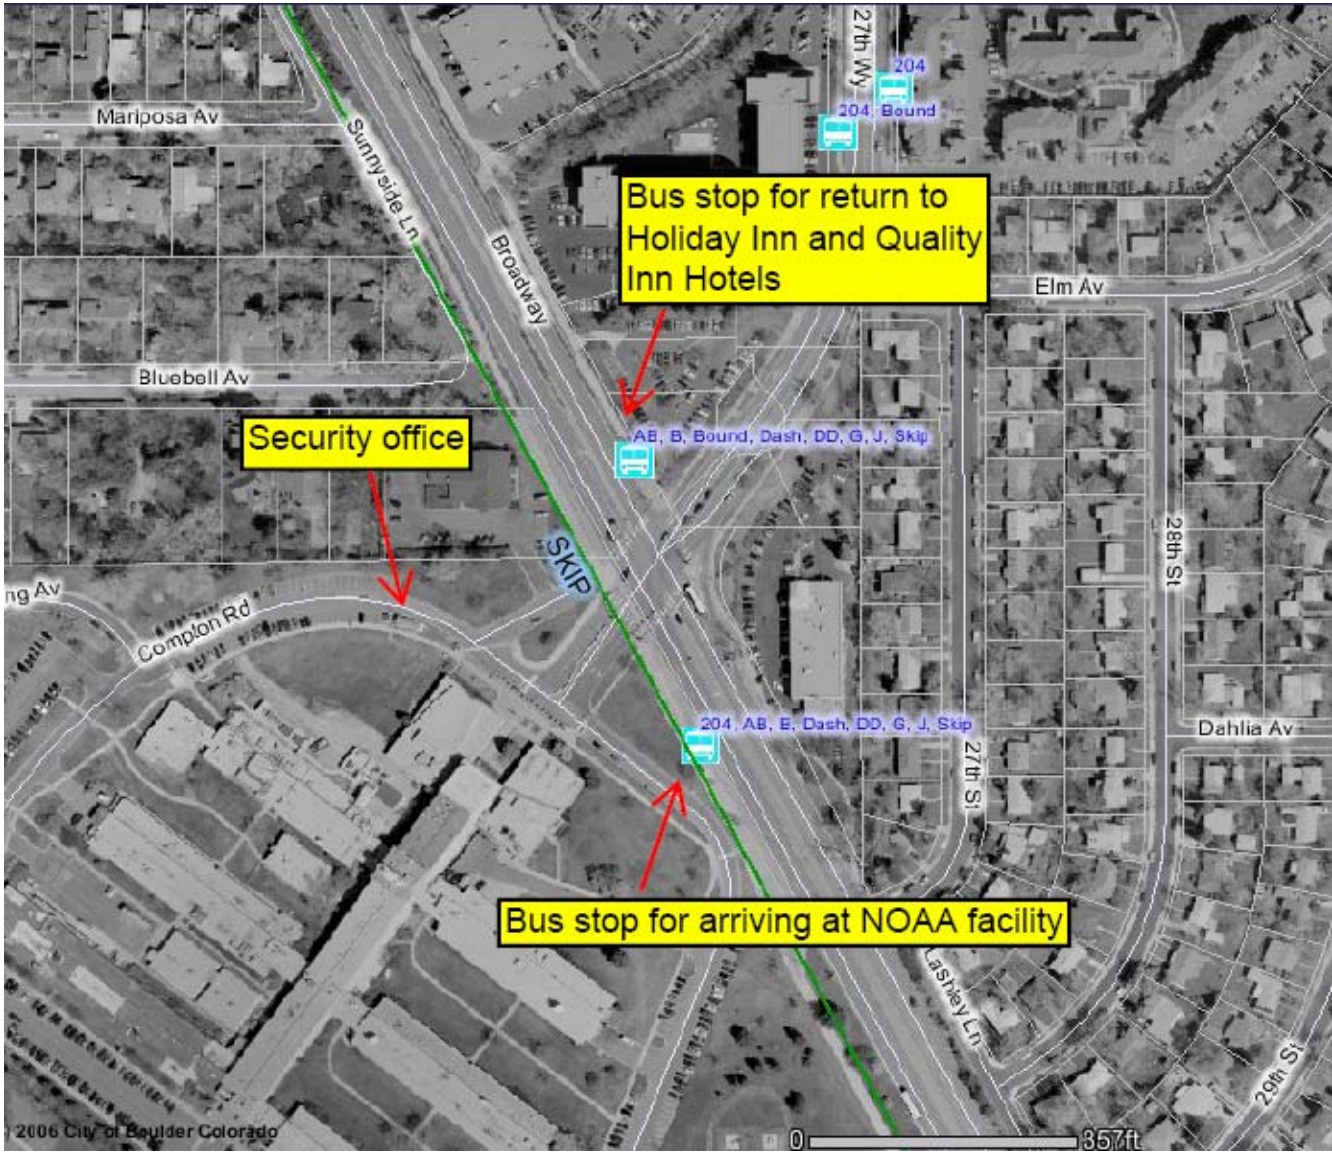 27th Wy
204
Mariposa Av
204, Bound
Sunnyside Ln
Bus stop for return to
Holiday Inn and Quality
Inn Hotels
Broadway
Elm Av
Bluebell Av
Security office
AB, B, Bound, Dash, DD, G, J, Skip
28th St
SKIP
ng Av
Compton Rd
204, AB, B, Dash, DD, G, J, Skip
Dahlia Av
27th St
Bus stop for arriving at NOAA facility
Lashley Ln
29th St
2006 City of Boulder Colorado
0
357ft